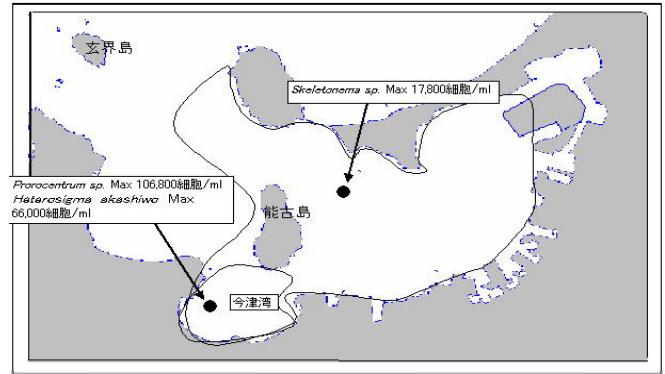 玄界島
Skeletonema sp. Max 17,800細胞/ml
Prorocentrum sp. Max 106,800細胞/ml
Heterosigma akashiwo Max
66,000細胞/ml
能古島
今津湾